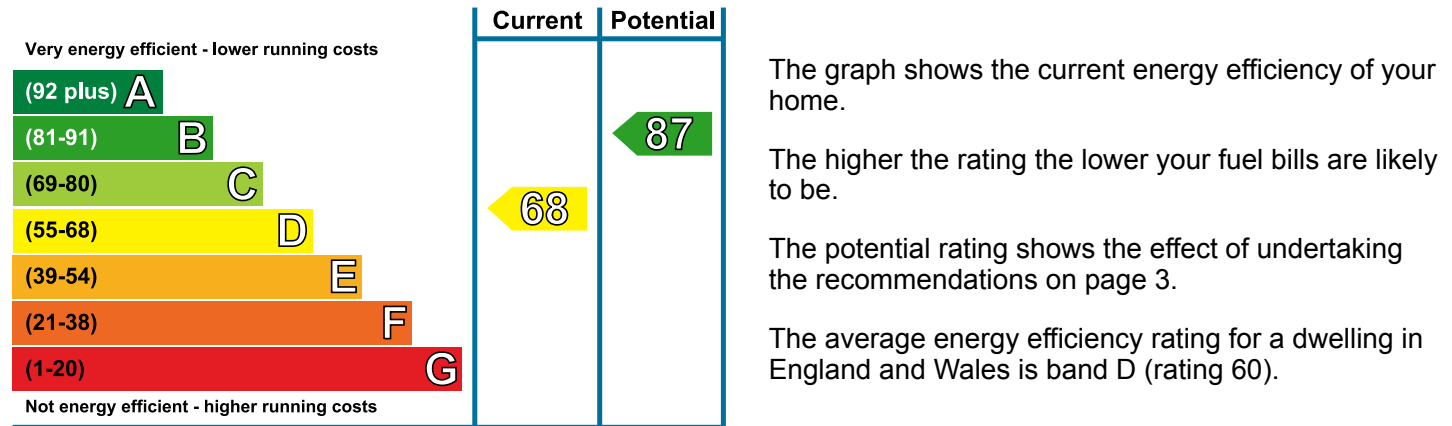 Current Potential
Very energy efficient - lower running costs
(92 plus) A
(81-91) B
87
(69-80) C
68
(55-68) D
(39-54) E
(21-38) F
(1-20) G
Not energy efficient - higher running costs
The graph shows the current energy efficiency of your
home.
The higher the rating the lower your fuel bills are likely
to be.
The potential rating shows the effect of undertaking
the recommendations on page 3.
The average energy efficiency rating for a dwelling in
England and Wales is band D (rating 60).